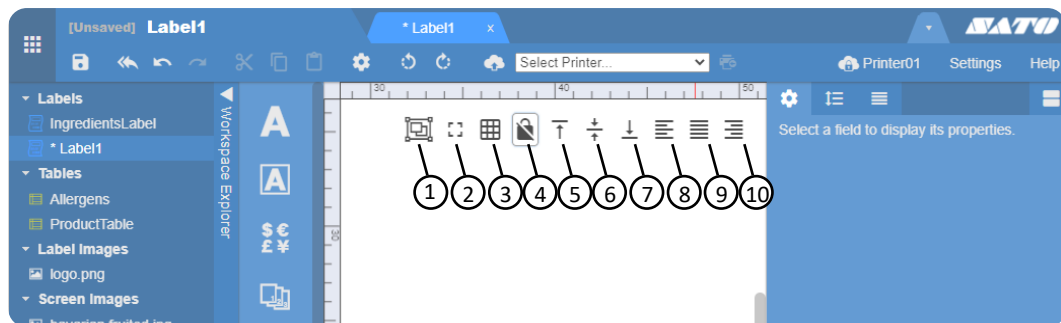 [Unsaved] Label1
* Label1 x
SATO
Select Printer...
Printer01 Settings Help
Labels
IngredientsLabel
* Label1
Tables
Allergens
ProductTable
Label Images
logo.png
Screen Images
Workspace Explorer
A
A
$ €
£ ¥
30 40 50
30
1 2 3 4 5 6 7 8 9 10
Select a field to display its properties.